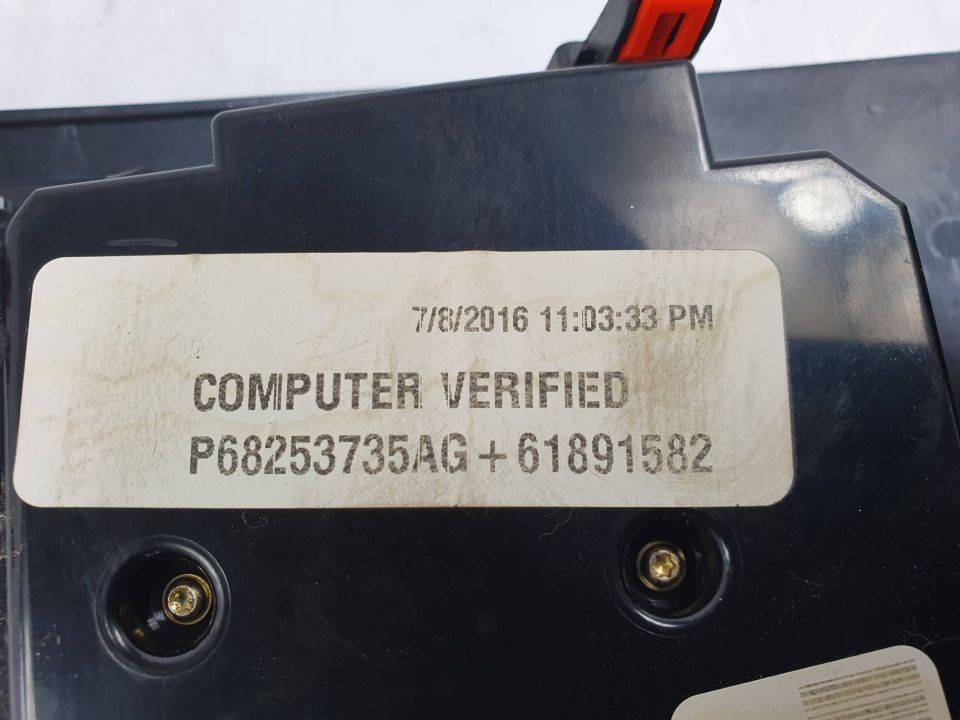 7/8/2016 11:03:33 PM
COMPUTER VERIFIED
P68253735AG + 61891582